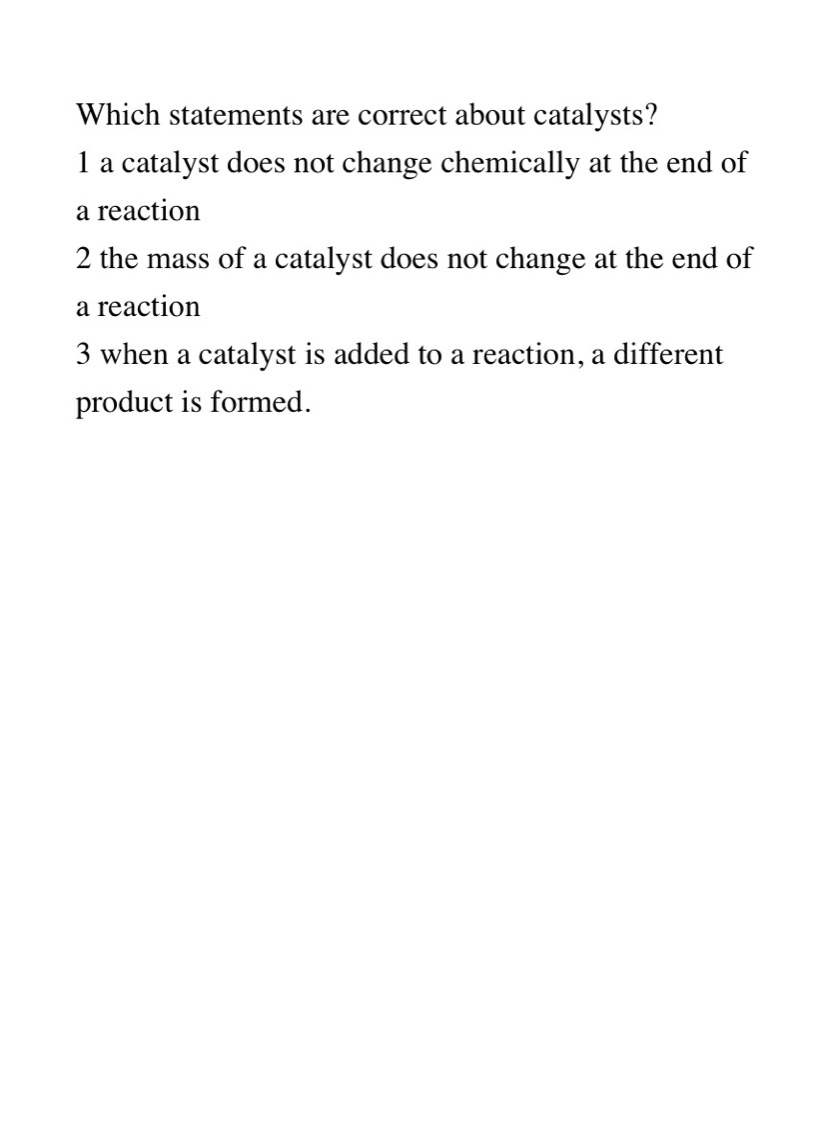 Which statements are correct about catalysts?
1 a catalyst does not change chemically at the end of
a reaction
2 the mass of a catalyst does not change at the end of
a reaction
3 when a catalyst is added to a reaction, a different
product is formed.